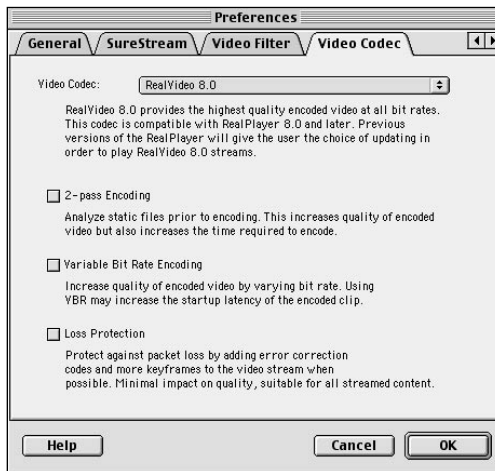 Preferences
General SureStream Video Filter Video Codec
Video Codec: RealVideo 8.0
RealVideo 8.0 provides the highest quality encoded video at all bit rates.
This codec is compatible with RealPlayer 8.0 and later. Previous
versions of the RealPlayer will give the user the choice of updating in
order to play RealVideo 8.0 streams.
2-pass Encoding
Analyze static files prior to encoding. This increases quality of encoded
video but also increases the time required to encode.
Variable Bit Rate Encoding
Increase quality of encoded video by varying bit rate. Using
VBR may increase the startup latency of the encoded clip.
Loss Protection
Protect against packet loss by adding error correction
codes and more keyframes to the video stream when
possible. Minimal impact on quality, suitable for all streamed content.
Help Cancel OK